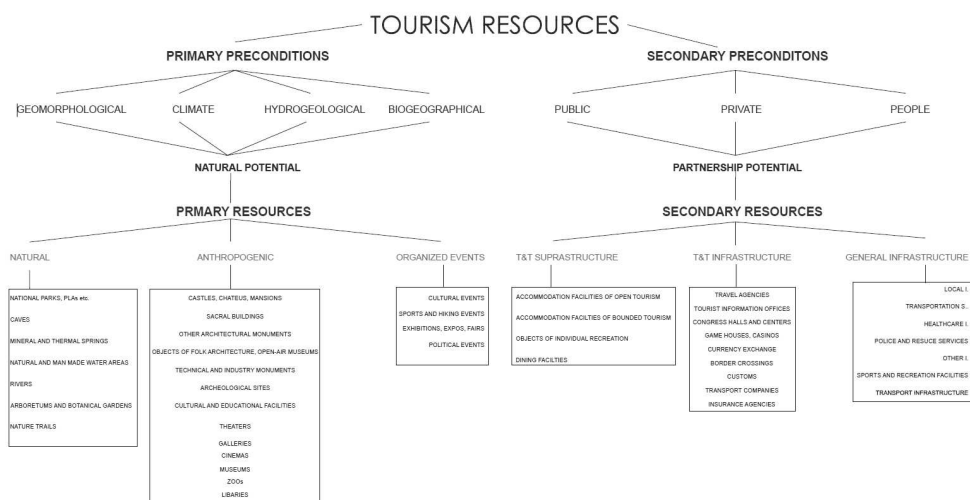 TOURISM RESOURCES
PRIMARY PRECONDITIONS
SECONDARY PRECONDITONS
GEOMORPHOLOGICAL
CLIMATE
HYDROGEOLOGICAL
BIOGEOGRAPHICAL
PUBLIC
PRIVATE
PEOPLE
NATURAL POTENTIAL
PARTNERSHIP POTENTIAL
PRMARY RESOURCES
SECONDARY RESOURCES
NATURAL
ANTHROPOGENIC
ORGANIZED EVENTS
T&T SUPRASTRUCTURE
T&T INFRASTRUCTURE
GENERAL INFRASTRUCTURE
NATIONAL PARKS, PLAs etc.
CAVES
MINERAL AND THERMAL SPRINGS
NATURAL AND MAN MADE WATER AREAS
RIVERS
ARBORETUMS AND BOTANICAL GARDENS
NATURE TRAILS
CASTLES, CHATEUS, MANSIONS
SACRAL BUILDINGS
OTHER ARCHITECTURAL MONUMENTS
OBJECTS OF FOLK ARCHITECTURE, OPEN-AIR MUSEUMS
TECHNICAL AND INDUSTRY MONUMENTS
ARCHEOLOGICAL SITES
CULTURAL AND EDUCATIONAL FACILITIES
THEATERS
GALLERIES
CINEMAS
MUSEUMS
ZOOs
LIBARIES
CULTURAL EVENTS
SPORTS AND HIKING EVENTS
EXHIBITIONS, EXPOS, FAIRS
POLITICAL EVENTS
ACCOMMODATION FACILITIES OF OPEN TOURISM
ACCOMMODATION FACILTIES OF BOUNDED TOURISM
OBJECTS OF INDIVIDUAL RECREATION
DINING FACILTIES
TRAVEL AGENCIES
TOURIST INFORMATION OFFICES
CONGRESS HALLS AND CENTERS
GAME HOUSES, CASINOS
CURRENCY EXCHANGE
BORDER CROSSINGS
CUSTOMS
TRANSPORT COMPANIES
INSURANCE AGENCIES
LOCAL I.
TRANSPORTATION S..
HEALTHCARE I.
POLICE AND RESUCE SERVICES
OTHER I.
SPORTS AND RECREATION FACILITIES
TRANSPORT INFRASTRUCTURE